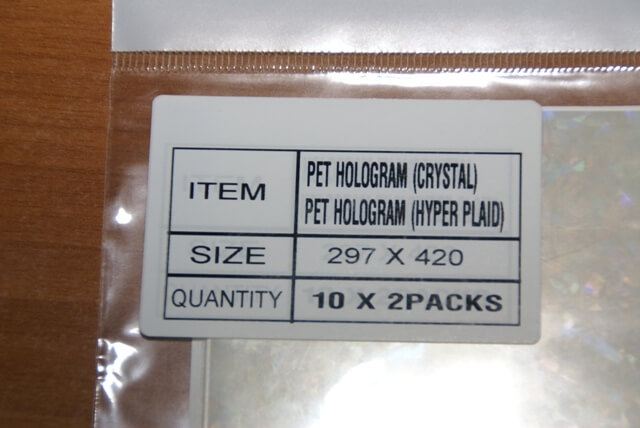 ITEM
PET HOLOGRAM (CRYSTAL)
PET HOLOGRAM (HYPER PLAID)
SIZE 297 X 420
QUANTITY 10 X 2PACKS